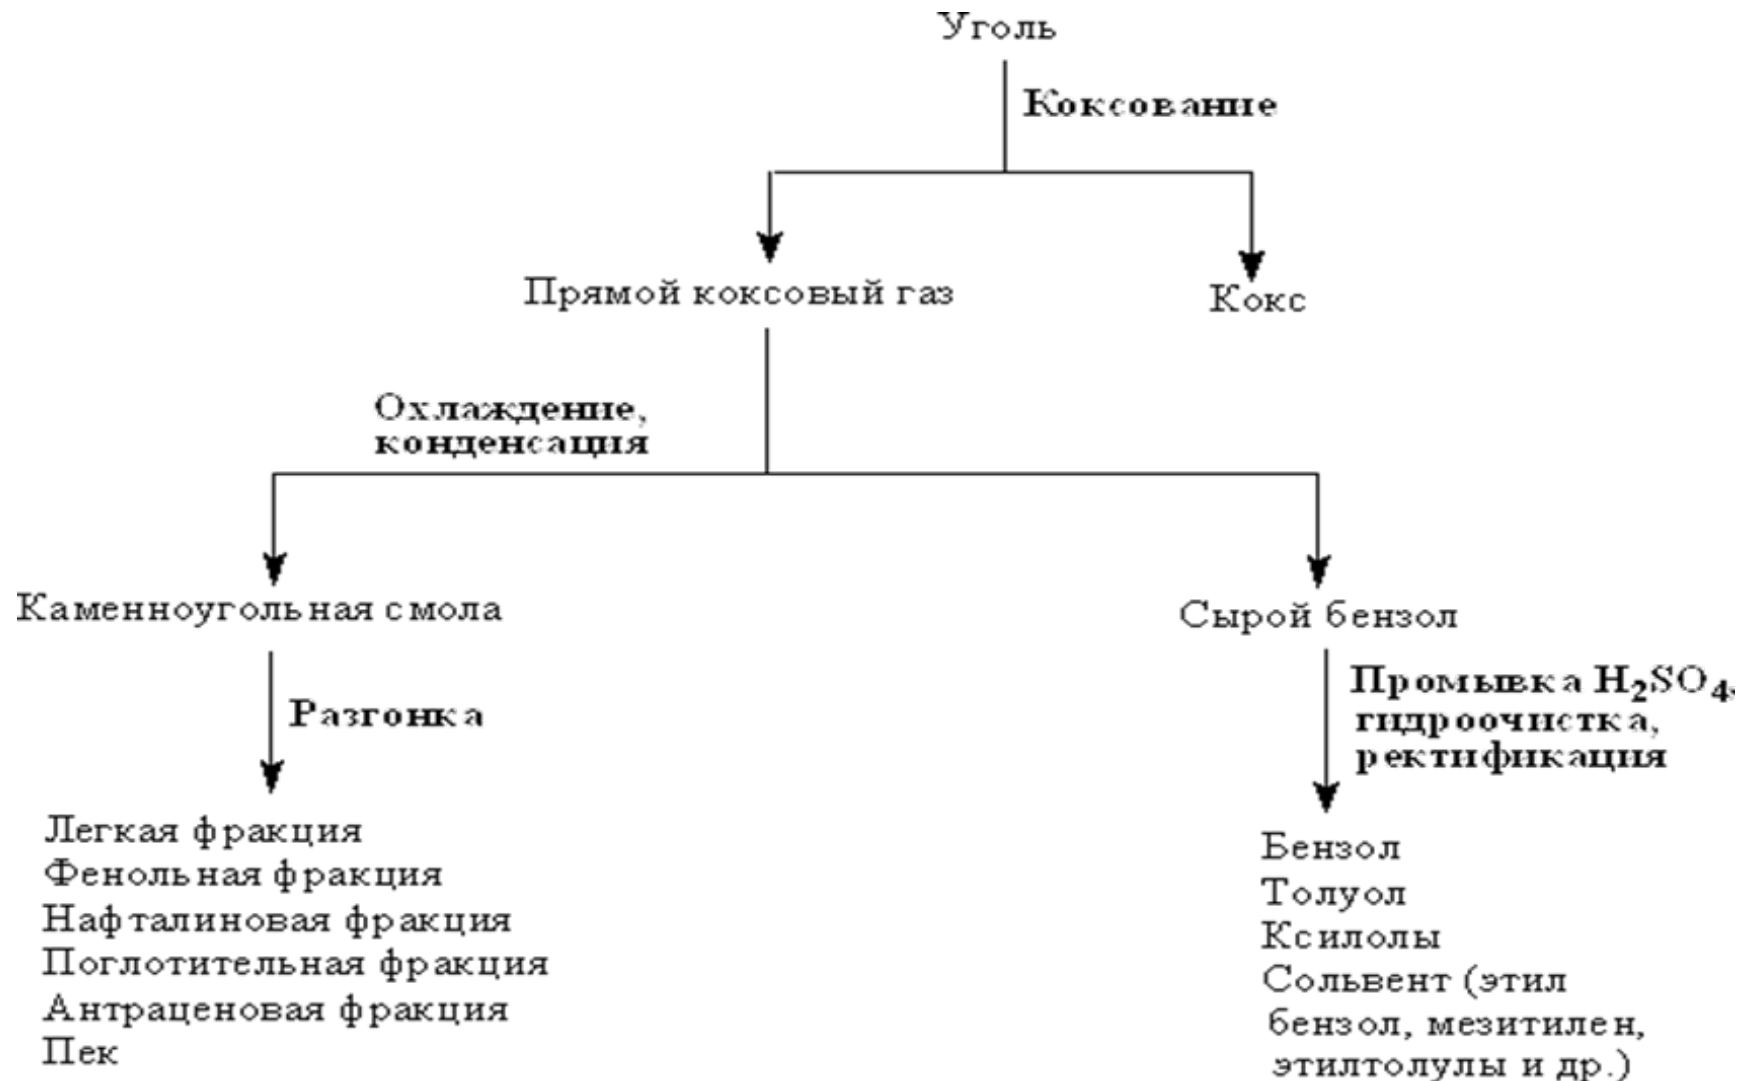 Уголь
Коксование
Прямой коксовый газ
Кокс
Охлаждение,
конденсация
Каменноугольная смола
Сырой бензол
Разгонка
Промывка H₂SO₄,
гидроочистка,
ректификация
Легкая фракция
Фенольная фракция
Нафталиновая фракция
Поглотительная фракция
Антраценовая фракция
Пек
Бензол
Толуол
Ксилолы
Сольвент (этил
бензол, мезитилен,
этилтолулы и др.)